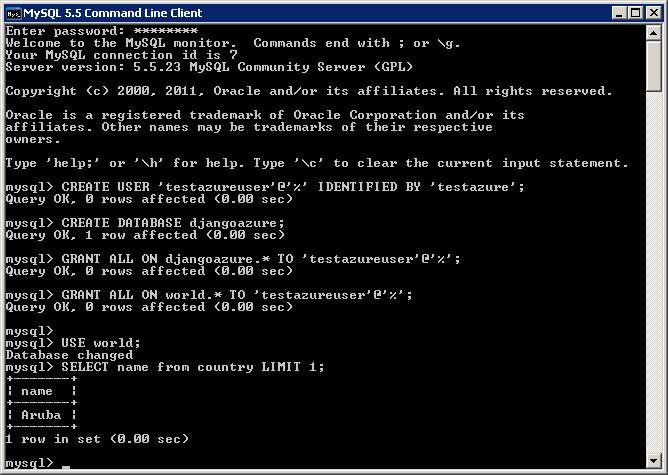 MySQL 5.5 Command Line Client
Enter password: ********
Welcome to the MySQL monitor.  Commands end with ; or \g.
Your MySQL connection id is 7
Server version: 5.5.23 MySQL Community Server (GPL)
Copyright (c) 2000, 2011, Oracle and/or its affiliates. All rights reserved.
Oracle is a registered trademark of Oracle Corporation and/or its
affiliates. Other names may be trademarks of their respective
owners.
Type 'help;' or '\h' for help. Type '\c' to clear the current input statement.
mysql> CREATE USER 'testazureuser'@'%' IDENTIFIED BY 'testazure';
Query OK, 0 rows affected (0.00 sec)
mysql> CREATE DATABASE djangoazure;
Query OK, 1 row affected (0.00 sec)
mysql> GRANT ALL ON djangoazure.* TO 'testazureuser'@'%';
Query OK, 0 rows affected (0.00 sec)
mysql> GRANT ALL ON world.* TO 'testazureuser'@'%';
Query OK, 0 rows affected (0.00 sec)
mysql>
mysql> USE world;
Database changed
mysql> SELECT name from country LIMIT 1;
+-------+
| name  |
+-------+
| Aruba |
+-------+
1 row in set (0.00 sec)
mysql> _